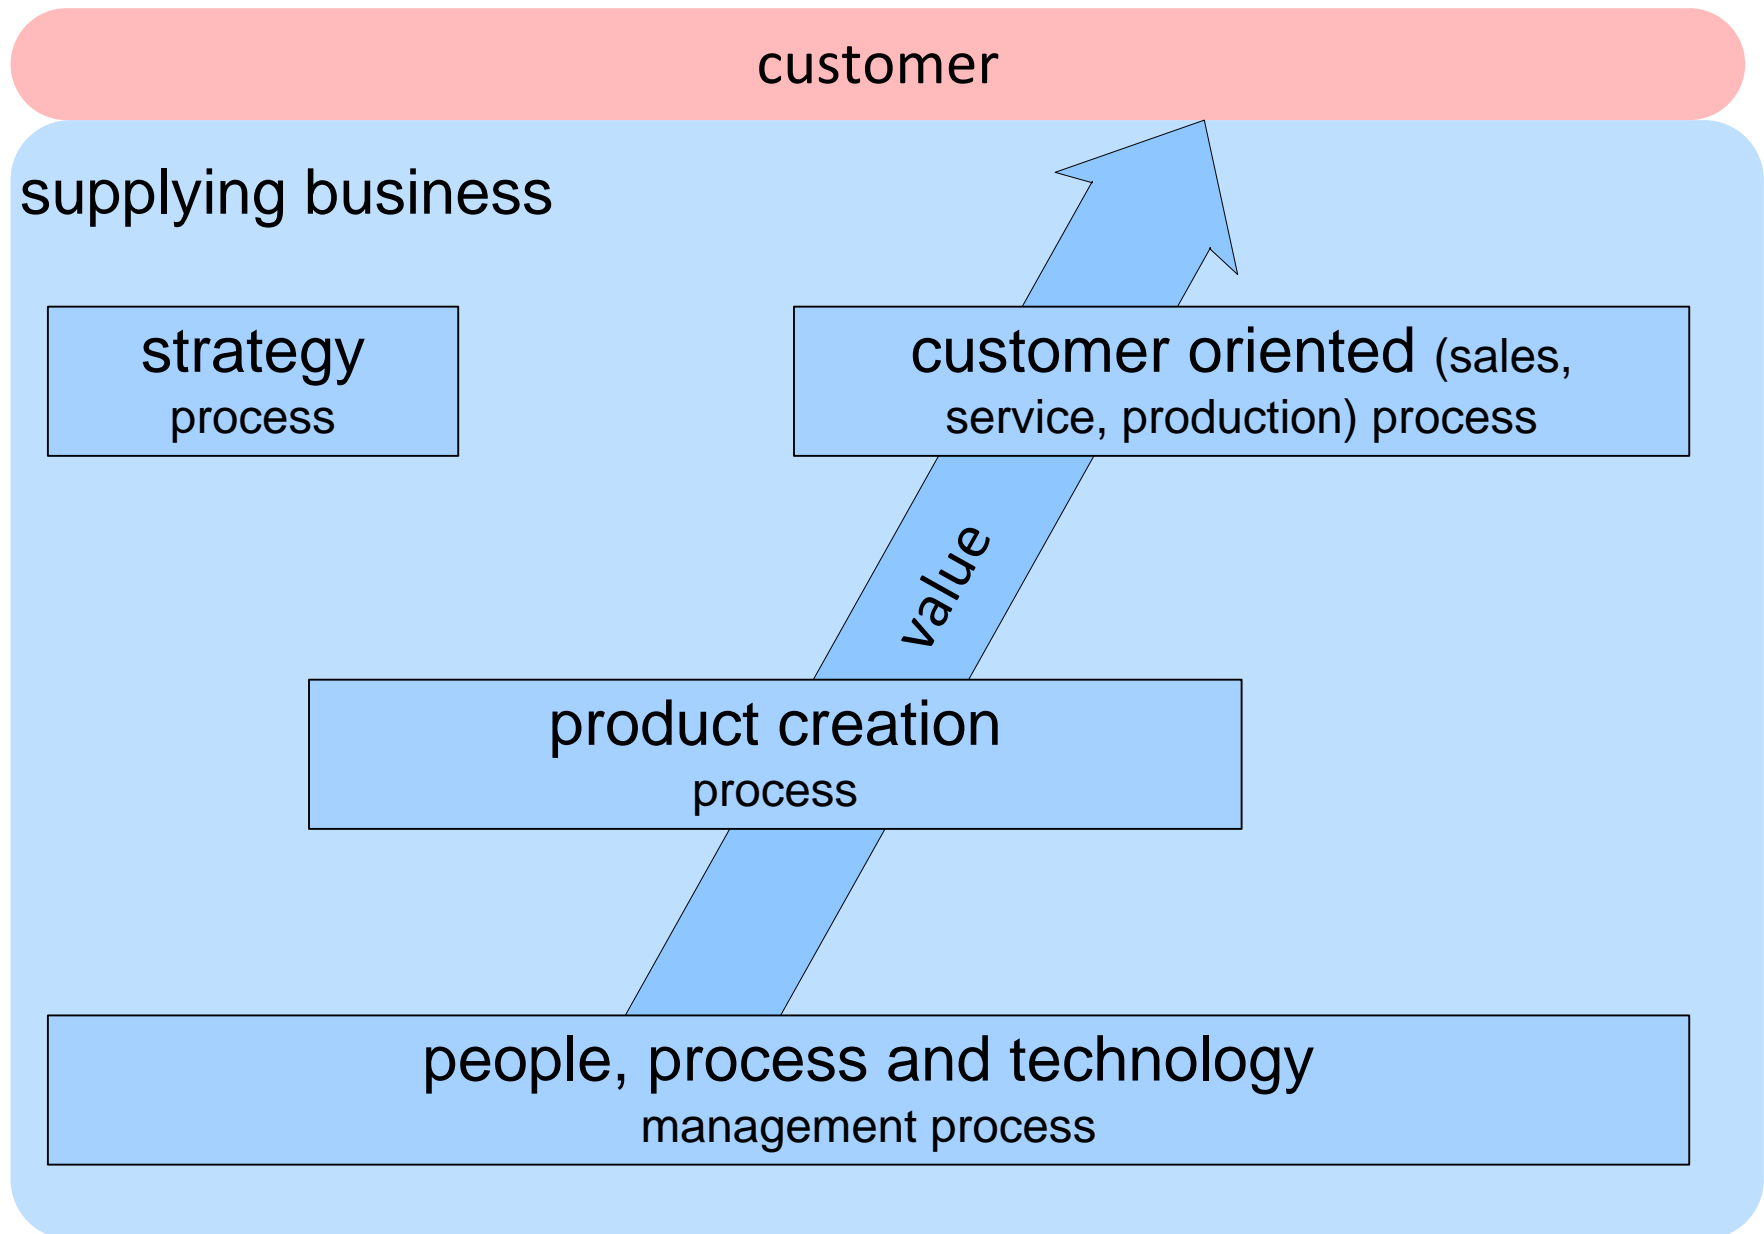 customer
supplying business
strategy
process
customer oriented (sales,
service, production) process
value
product creation
process
people, process and technology
management process